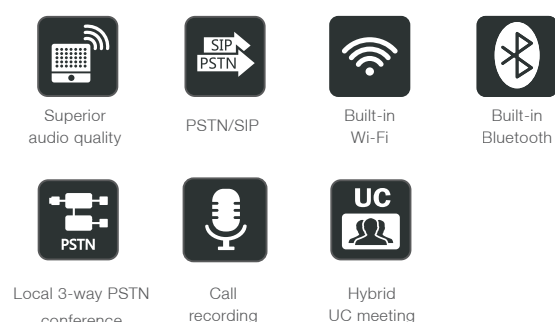 SIP
PSTN
Superior
audio quality
PSTN/SIP
Built-in
Wi-Fi
Built-in
Bluetooth
PSTN
UC
Local 3-way PSTN
conference
Call
recording
Hybrid
UC meeting